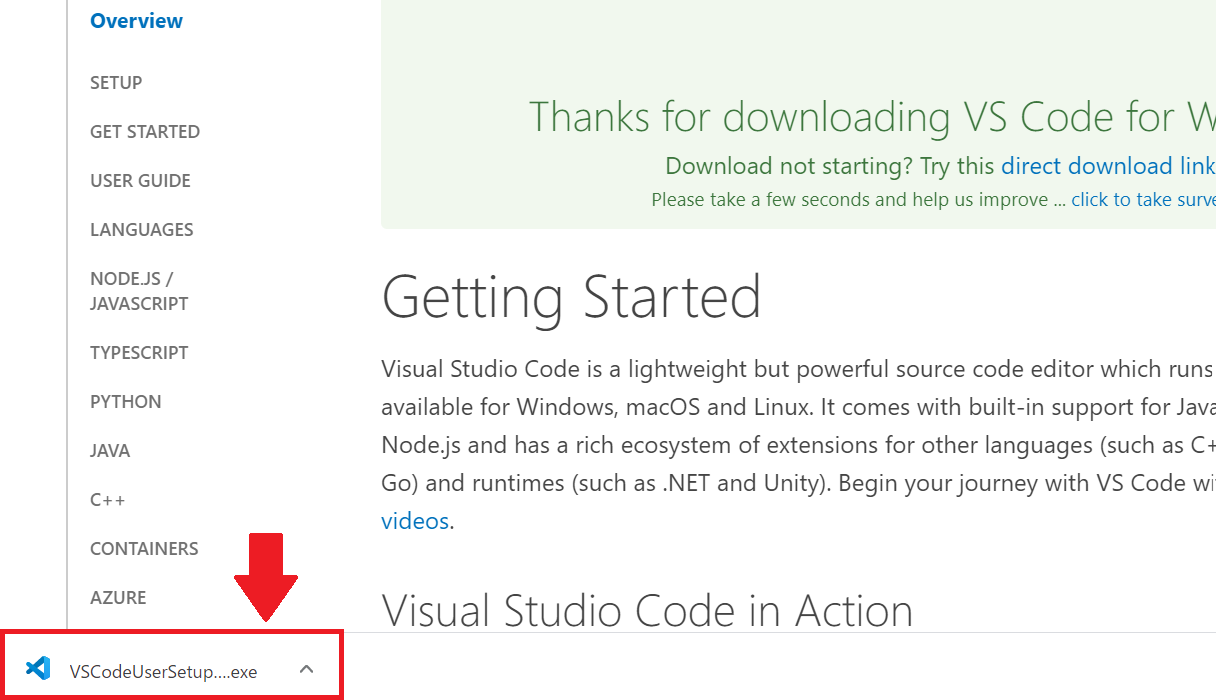 Overview
SETUP
GET STARTED
USER GUIDE
LANGUAGES
NODE.JS /
JAVASCRIPT
TYPESCRIPT
PYTHON
JAVA
C++
CONTAINERS
AZURE
Thanks for downloading VS Code for
Download not starting? Try this direct download link
Please take a few seconds and help us improve ... click to take
Getting Started
Visual Studio Code is a lightweight but powerful source code editor which runs
available for Windows, macOS and Linux. It comes with built-in support for
Node.js and has a rich ecosystem of extensions for other languages (such as
Go) and runtimes (such as .NET and Unity). Begin your journey with VS Code
videos.
Visual Studio Code in Action
VSCodeUserSetup....exe